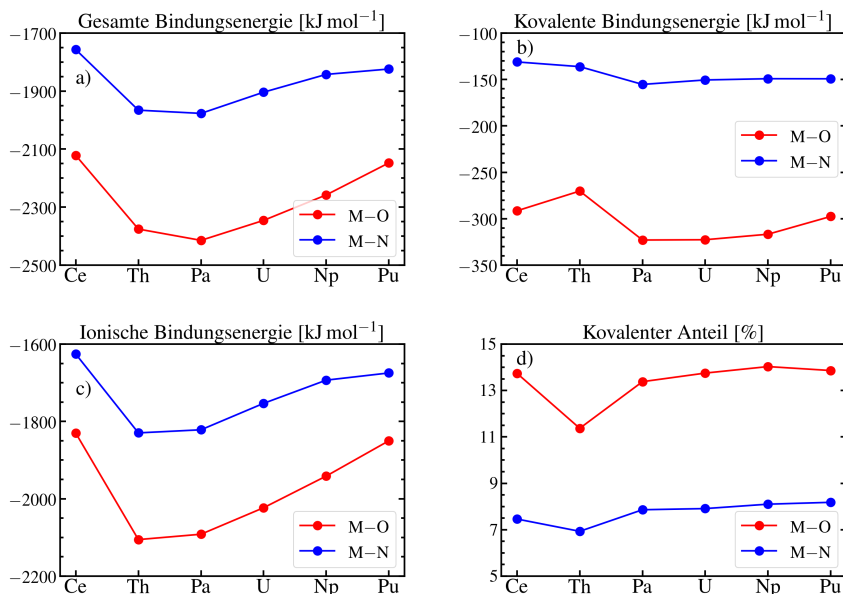 Gesamte Bindungsenergie [kJ mol⁻¹]
−1700
−1900
−2100
−2300
−2500
a)
M−O
M−N
Ce Th Pa U Np Pu
Kovalente Bindungsenergie [kJ mol⁻¹]
−100
−150
−200
−250
−300
−350
b)
M−O
M−N
Ce Th Pa U Np Pu
Ionische Bindungsenergie [kJ mol⁻¹]
−1600
−1800
−2000
−2200
c)
M−O
M−N
Ce Th Pa U Np Pu
Kovalenter Anteil [%]
15
13
11
9
7
5
d)
M−O
M−N
Ce Th Pa U Np Pu